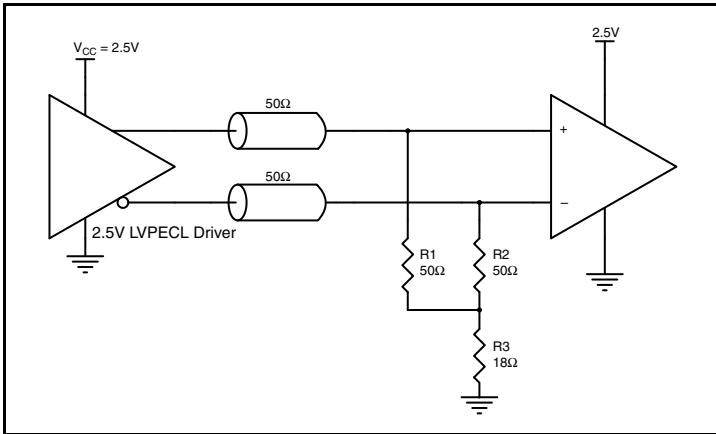 V_CC = 2.5V
2.5V
50Ω
+
50Ω
–
2.5V LVPECL Driver
R1
50Ω
R2
50Ω
R3
18Ω